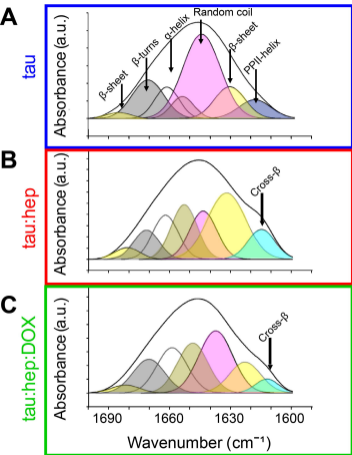 A
tau
Absorbance (a.u.)
β-sheet
β-turns
α-helix
Random coil
β-sheet
PPII-helix
B
tau:hep
Absorbance (a.u.)
Cross-β
C
tau:hep:DOX
Absorbance (a.u.)
Cross-β
1690 1660 1630 1600
Wavenumber (cm⁻¹)